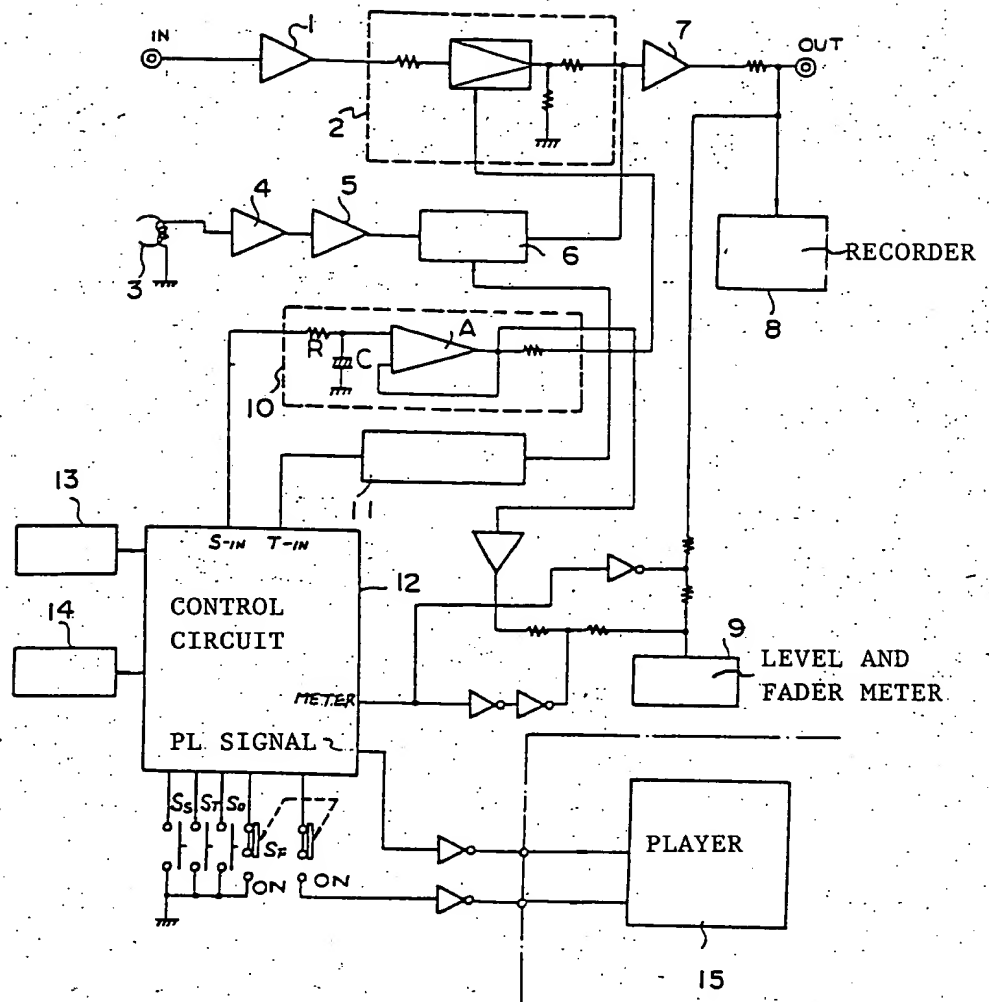 IN
1
2
7
OUT
3
4
5
6
RECORDER
8
R
C
A
10
11
13
14
S-IN T-IN
12
CONTROL
CIRCUIT
METER
PL SIGNAL
9
LEVEL AND
FADER METER
SS
ST
SO
SF
ON
ON
PLAYER
15